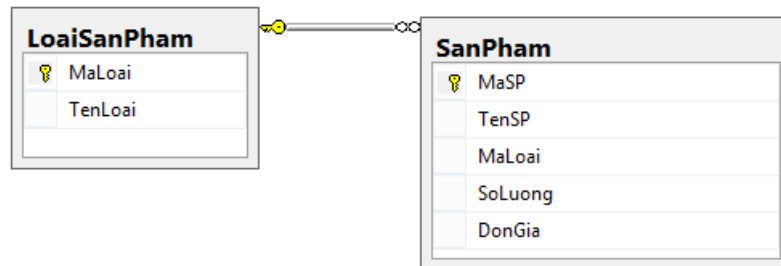 LoaiSanPham
MaLoai
TenLoai
SanPham
MaSP
TenSP
MaLoai
SoLuong
DonGia